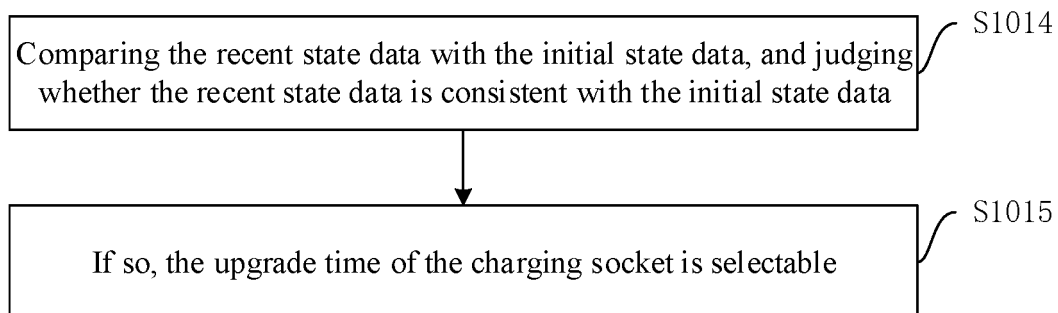 S1014
Comparing the recent state data with the initial state data, and judging
whether the recent state data is consistent with the initial state data
S1015
If so, the upgrade time of the charging socket is selectable